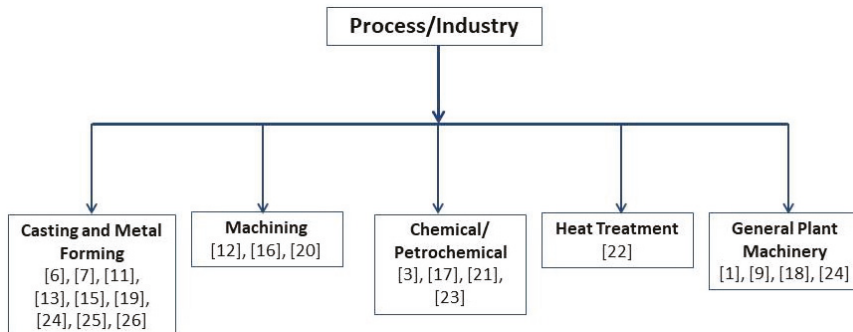 Process/Industry
Casting and Metal
Forming
[6], [7], [11],
[13], [15], [19],
[24], [25], [26]
Machining
[12], [16], [20]
Chemical/
Petrochemical
[3], [17], [21],
[23]
Heat Treatment
[22]
General Plant
Machinery
[1], [9], [18], [24]